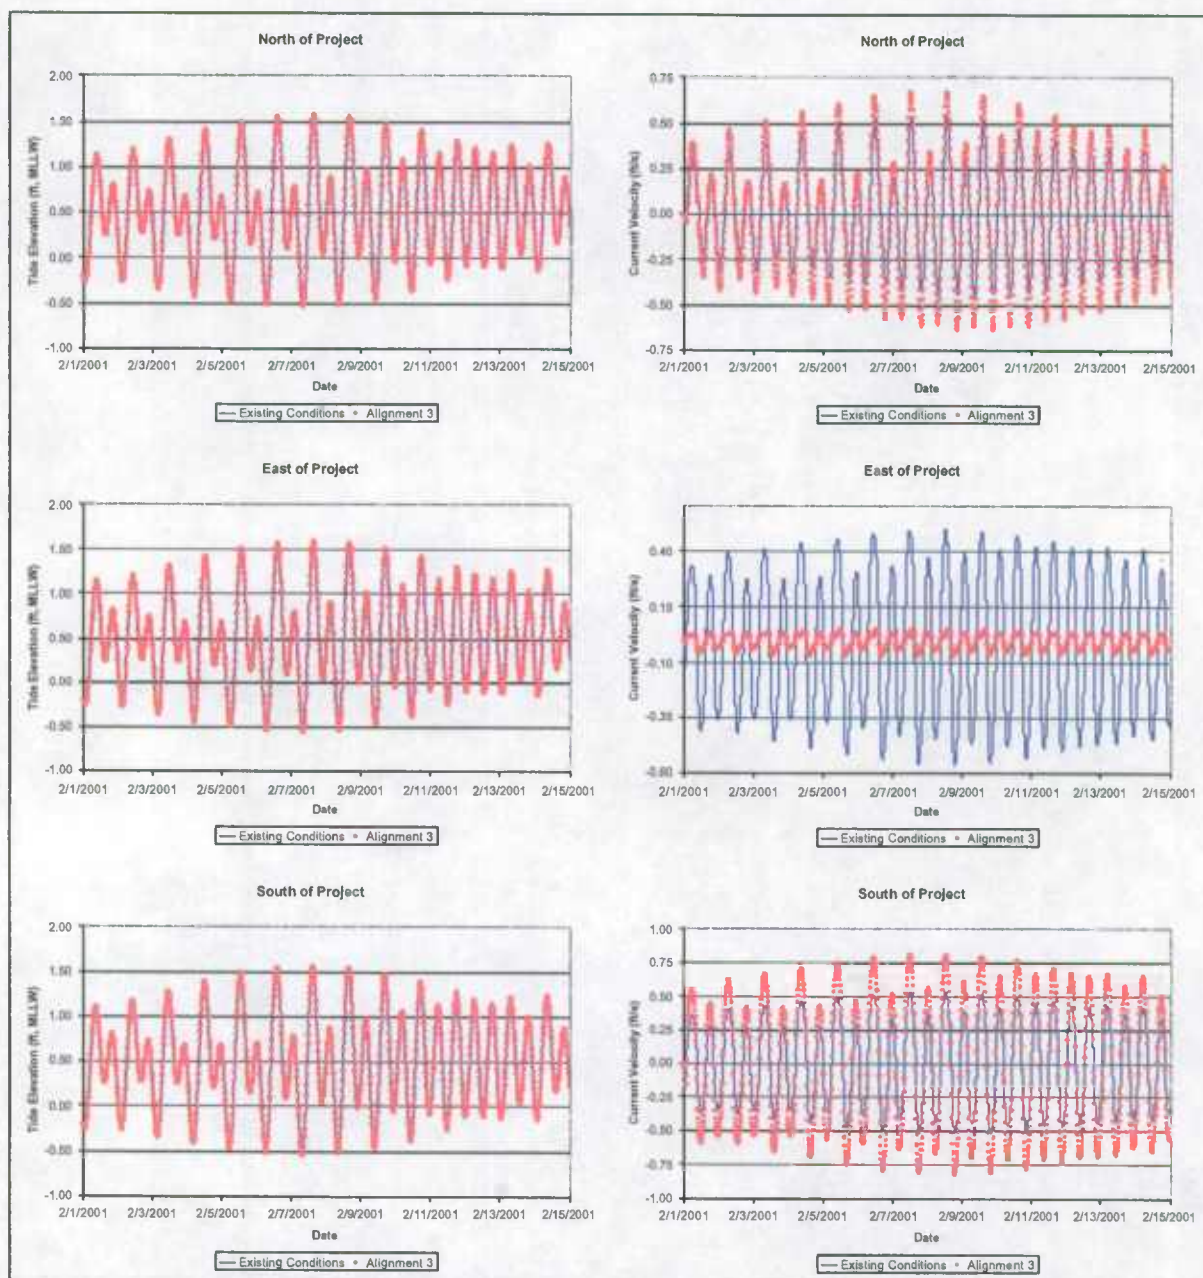 North of Project
Tide Elevation (ft, MLLW)
2.00
1.50
1.00
0.50
0.00
-0.50
-1.00
2/1/2001 2/3/2001 2/5/2001 2/7/2001 2/9/2001 2/11/2001 2/13/2001 2/15/2001
Date
Existing Conditions Alignment 3
North of Project
Current Velocity (ft/s)
0.75
0.50
0.25
0.00
-0.25
-0.50
-0.75
2/1/2001 2/3/2001 2/5/2001 2/7/2001 2/9/2001 2/11/2001 2/13/2001 2/15/2001
Date
Existing Conditions Alignment 3
East of Project
Tide Elevation (ft, MLLW)
2.00
1.50
1.00
0.50
0.00
-0.50
-1.00
2/1/2001 2/3/2001 2/5/2001 2/7/2001 2/9/2001 2/11/2001 2/13/2001 2/15/2001
Date
Existing Conditions Alignment 3
East of Project
Current Velocity (ft/s)
0.40
-0.10
-0.35
-0.60
2/1/2001 2/3/2001 2/5/2001 2/7/2001 2/9/2001 2/11/2001 2/13/2001 2/15/2001
Date
Existing Conditions Alignment 3
South of Project
Tide Elevation (ft, MLLW)
2.00
1.50
1.00
0.50
0.00
-0.50
-1.00
2/1/2001 2/3/2001 2/5/2001 2/7/2001 2/9/2001 2/11/2001 2/13/2001 2/15/2001
Date
Existing Conditions Alignment 3
South of Project
Current Velocity (ft/s)
1.00
0.75
0.50
0.25
0.00
-0.25
-0.50
-0.75
-1.00
2/1/2001 2/3/2001 2/5/2001 2/7/2001 2/9/2001 2/11/2001 2/13/2001 2/15/2001
Date
Existing Conditions Alignment 3